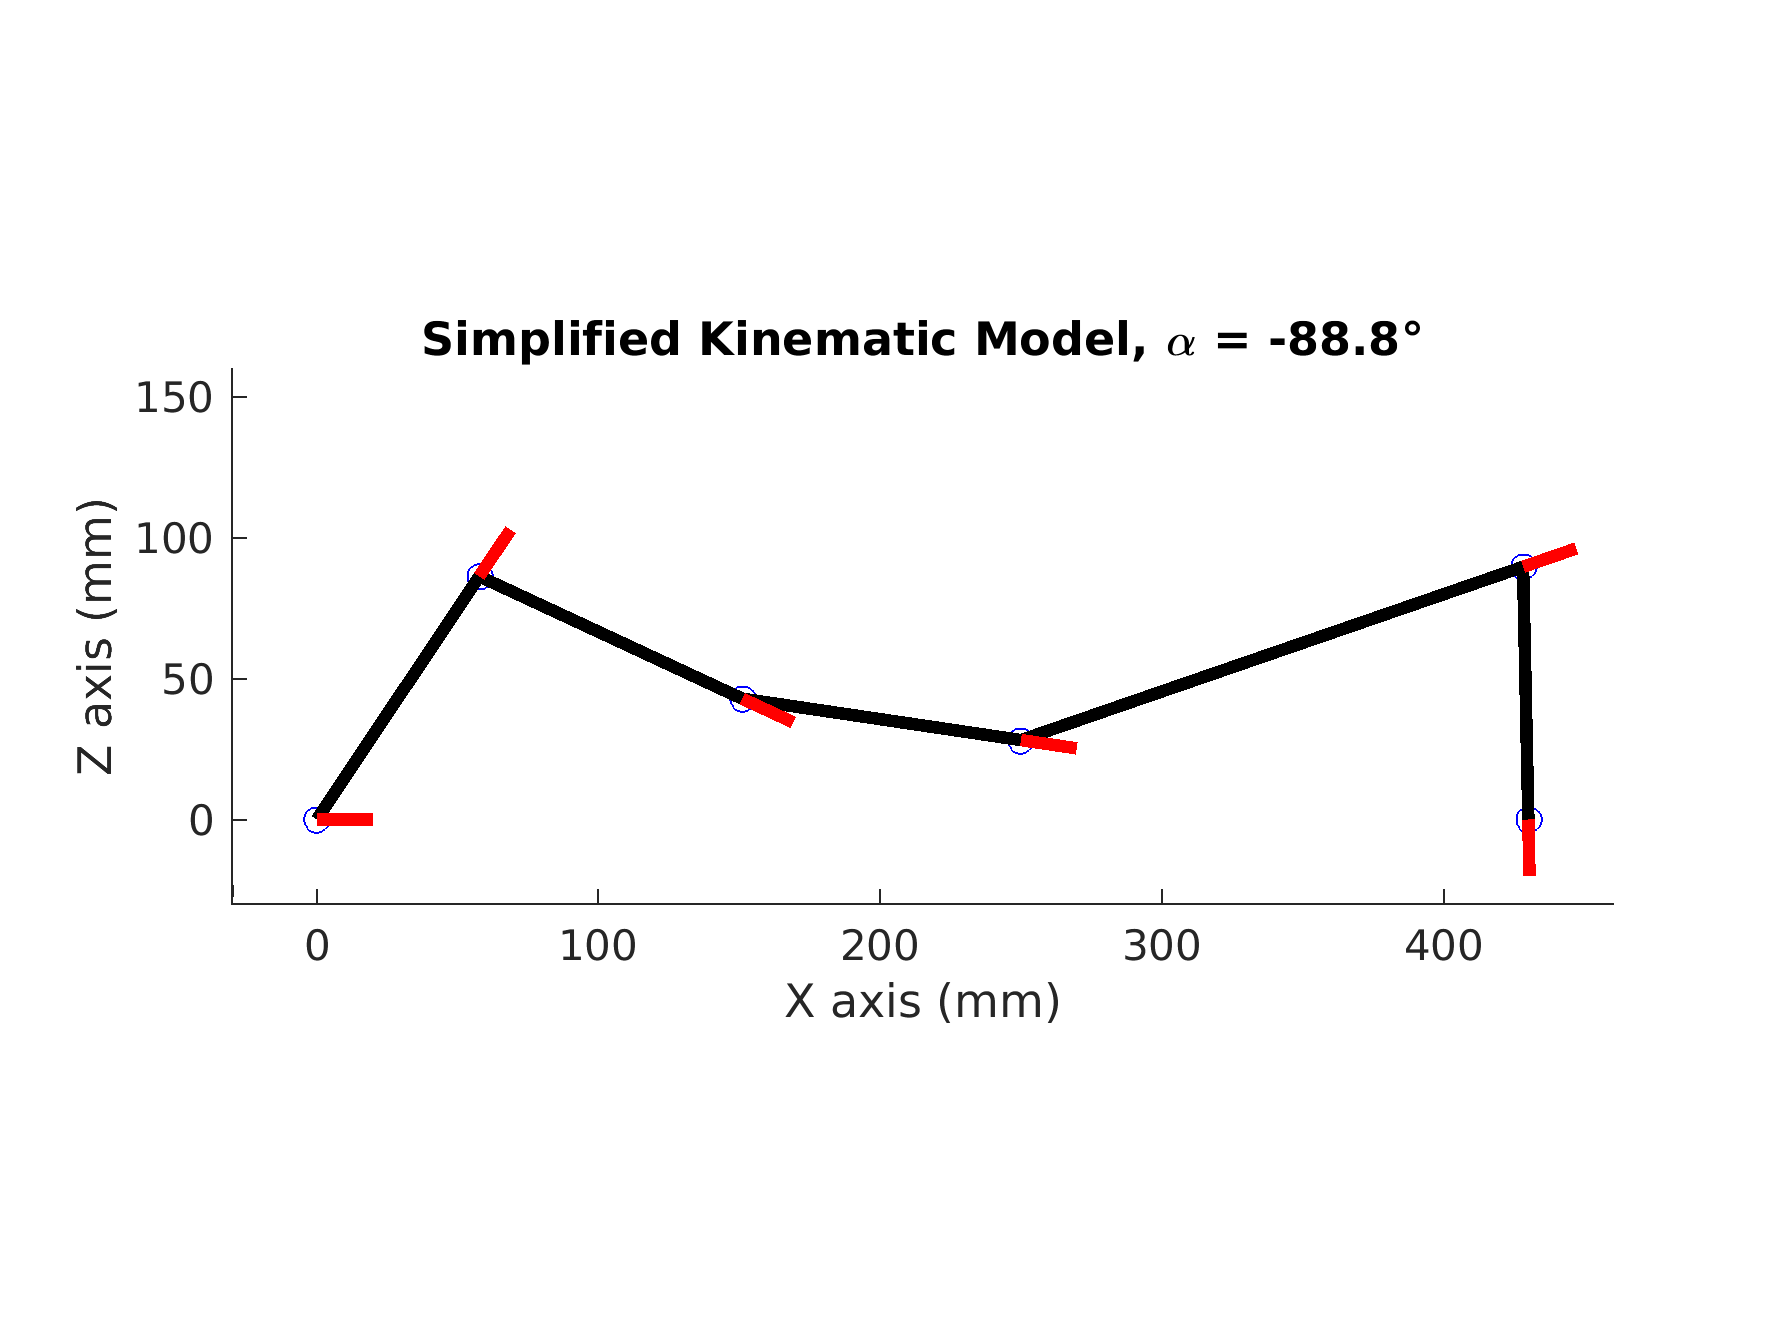 Simplified Kinematic Model, α = -88.8°
150
100
50
0
Z axis (mm)
0 100 200 300 400
X axis (mm)